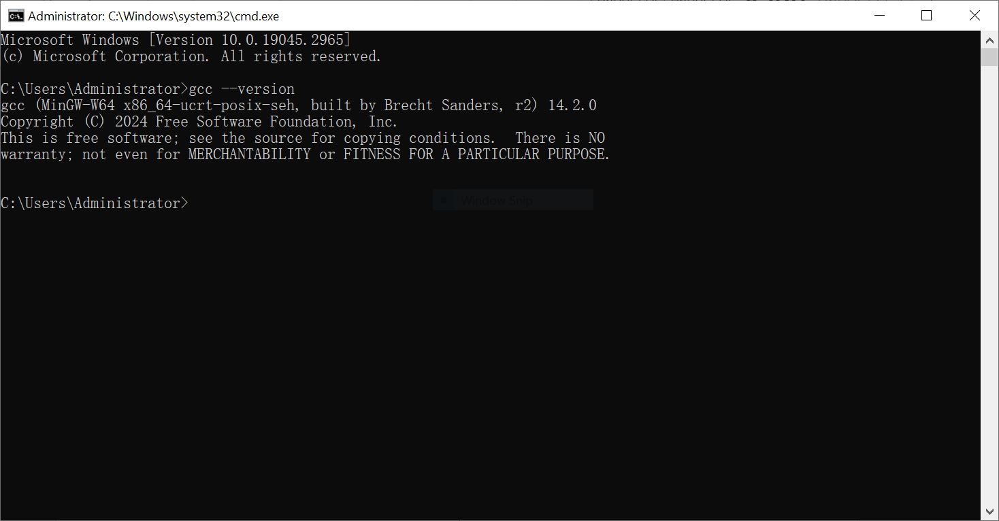 Administrator: C:\Windows\system32\cmd.exe
Microsoft Windows [Version 10.0.19045.2965]
(c) Microsoft Corporation. All rights reserved.
C:\Users\Administrator>gcc --version
gcc (MinGW-W64 x86_64-ucrt-posix-seh, built by Brecht Sanders, r2) 14.2.0
Copyright (C) 2024 Free Software Foundation, Inc.
This is free software; see the source for copying conditions.  There is NO
warranty; not even for MERCHANTABILITY or FITNESS FOR A PARTICULAR PURPOSE.
C:\Users\Administrator>
Window Snip